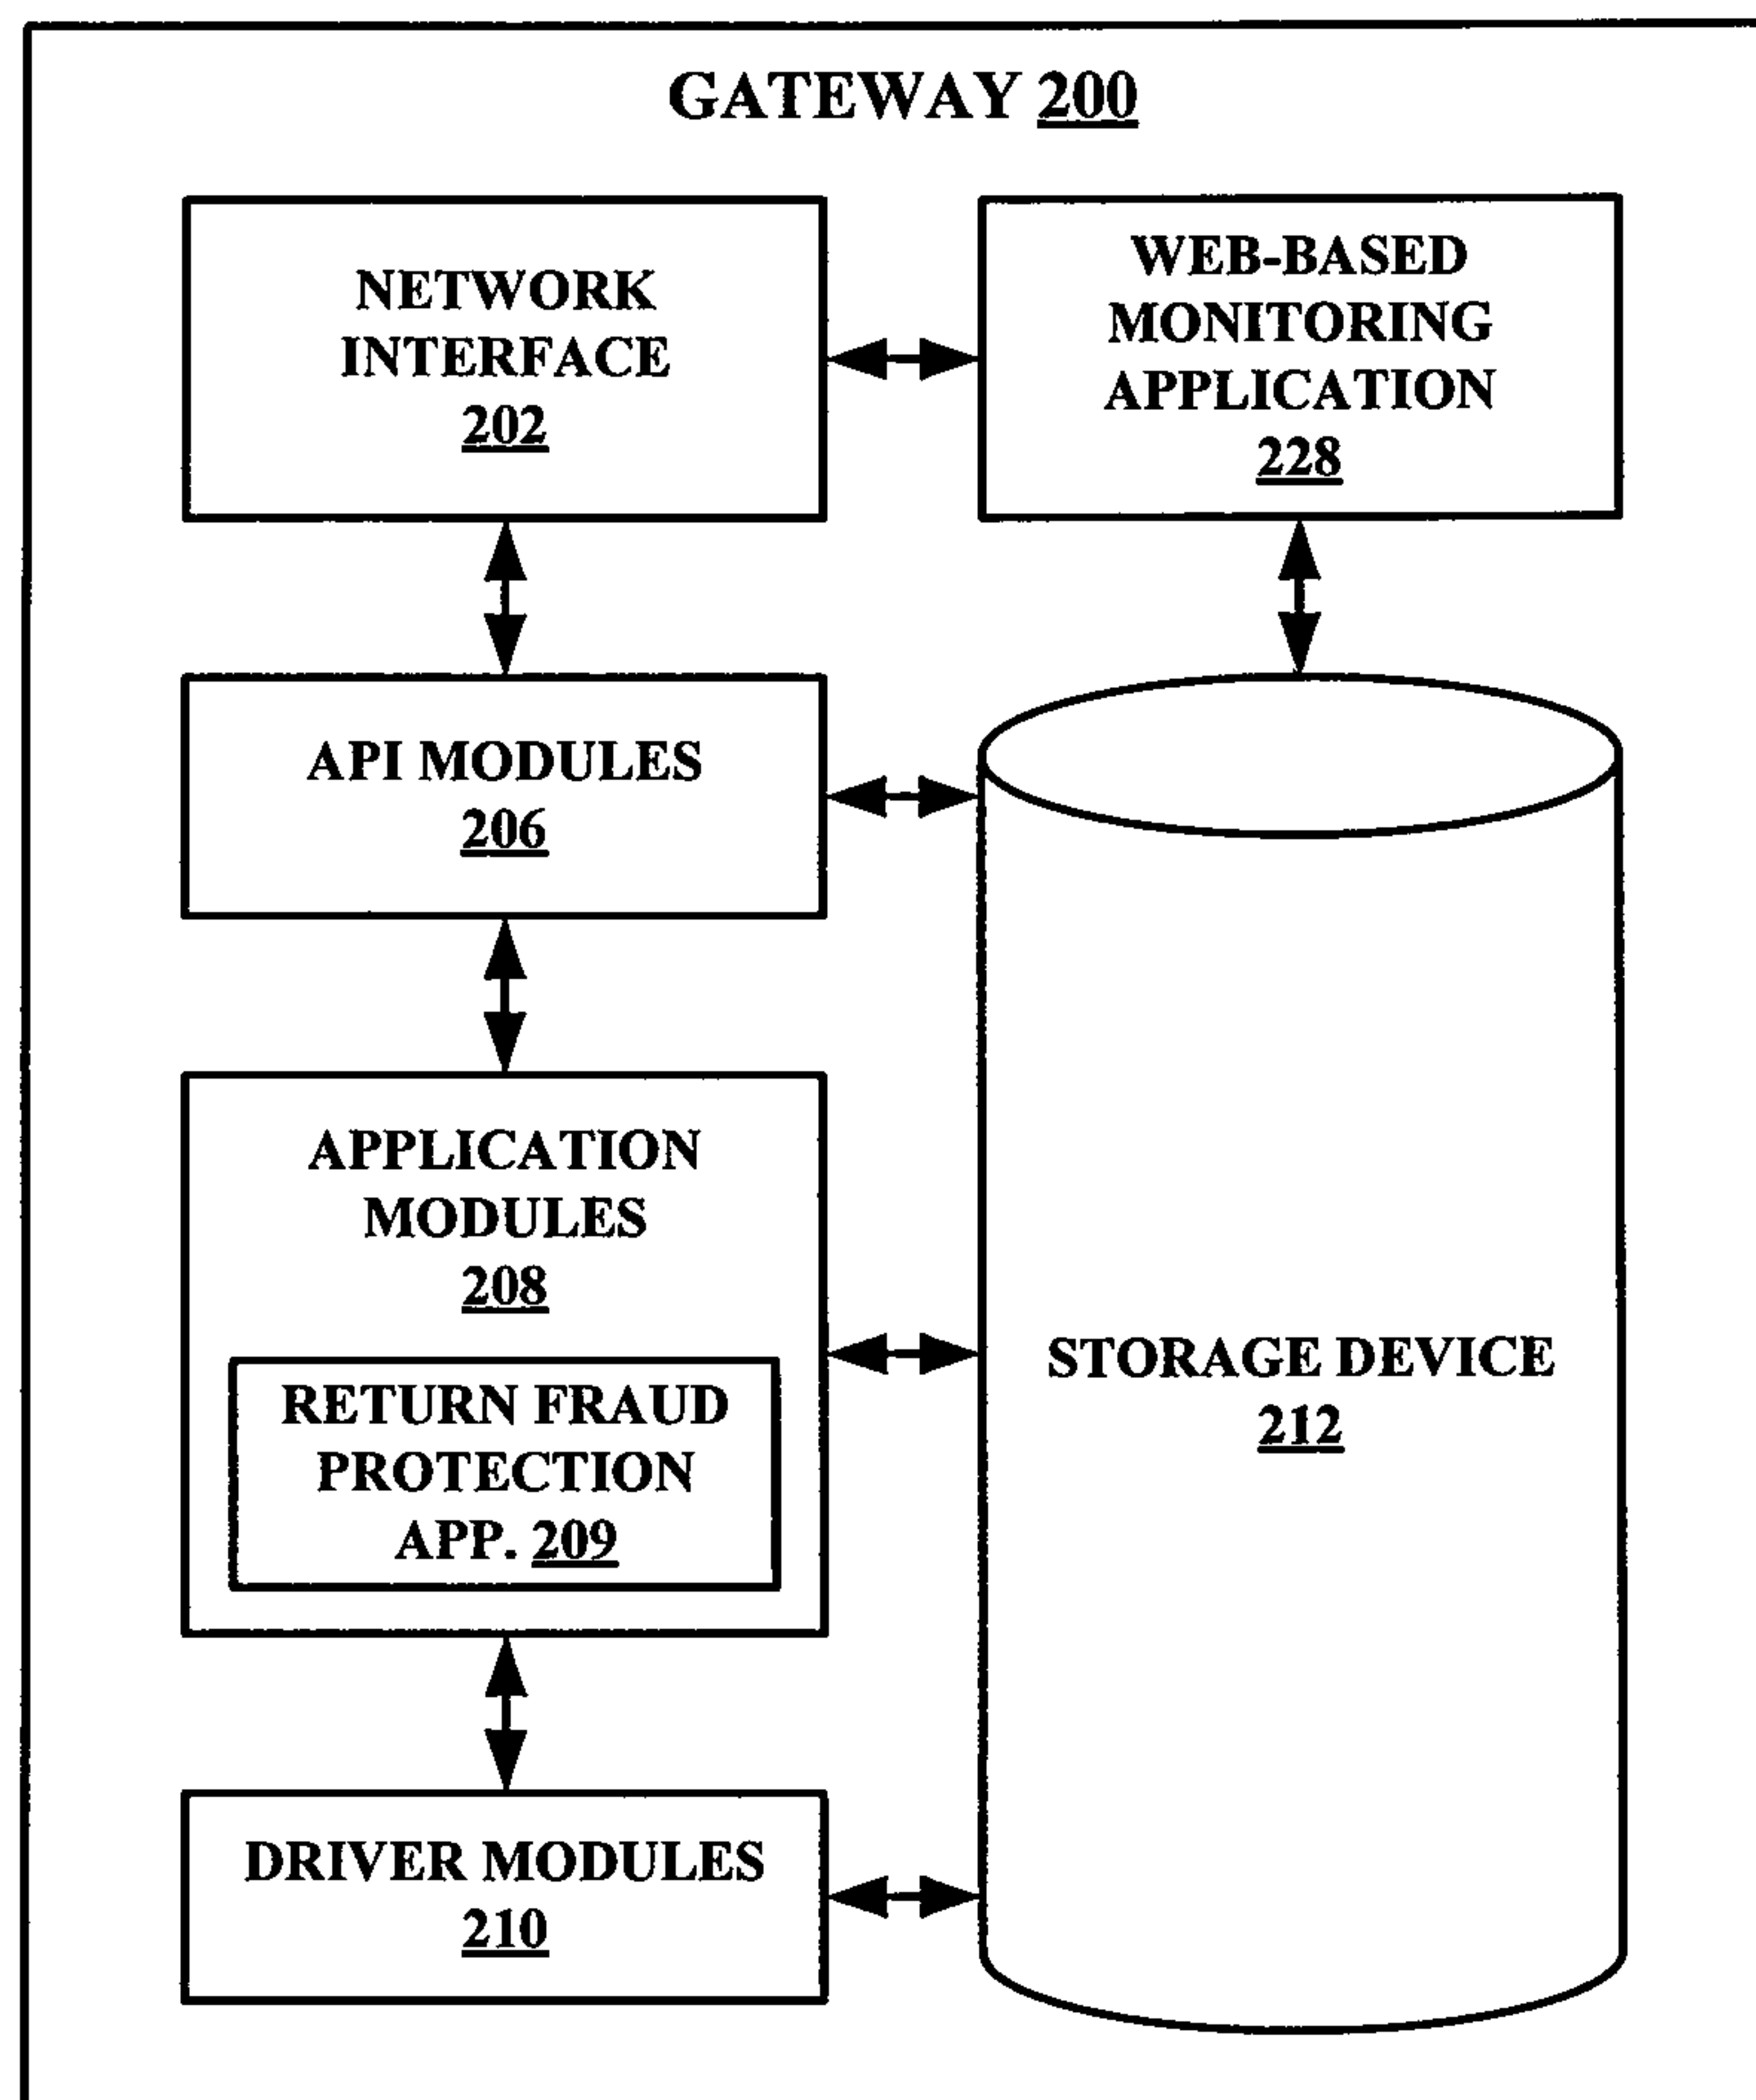 GATEWAY 200
NETWORK
INTERFACE
202
WEB-BASED
MONITORING
APPLICATION
228
API MODULES
206
APPLICATION
MODULES
208
RETURN FRAUD
PROTECTION
APP. 209
STORAGE DEVICE
212
DRIVER MODULES
210